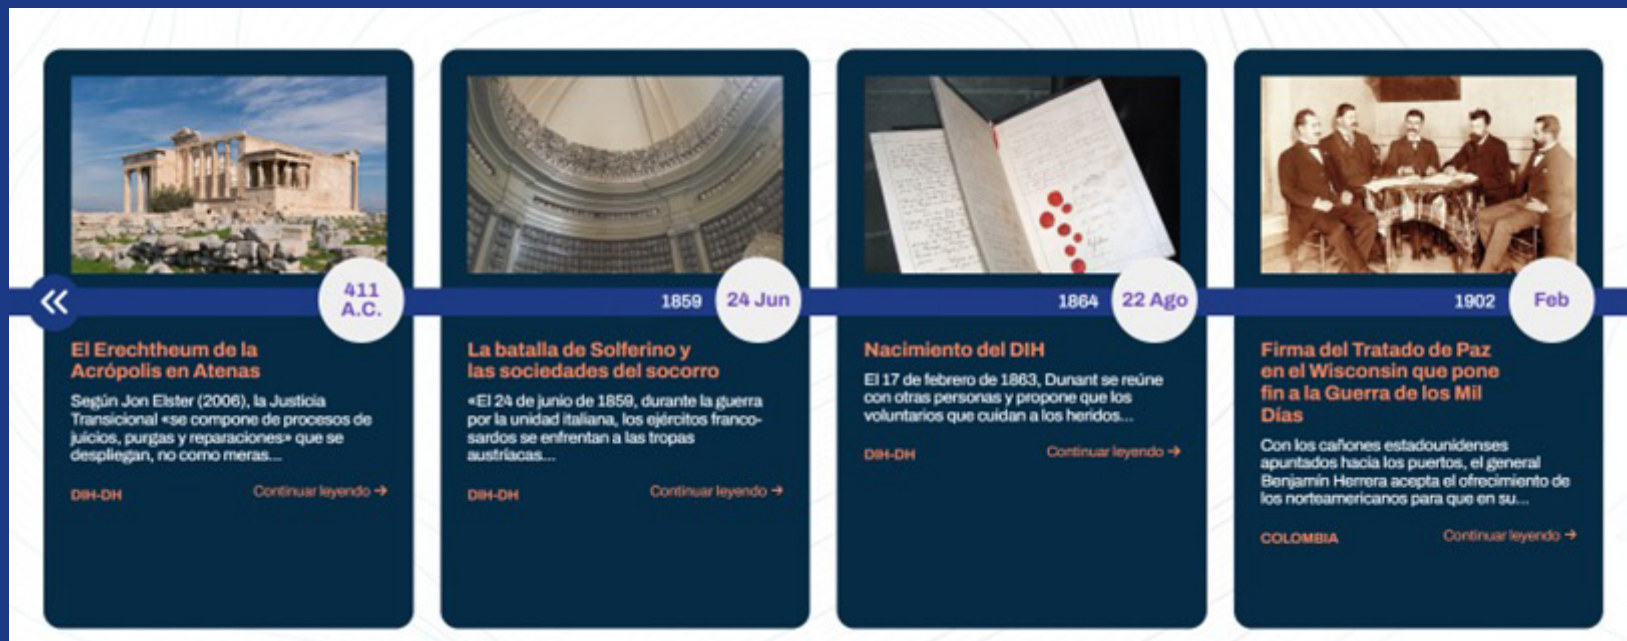 411
A.C.
El Erechtheum de la
Acrópolis en Atenas
Según Jon Elster (2006), la Justicia
Transicional «se compone de procesos de
juicios, purgas y reparaciones» que se
despliegan, no como meras...
DIH-DH
Continuar leyendo →
1859
24 Jun
La batalla de Solferino y
las sociedades del socorro
«El 24 de junio de 1859, durante la guerra
por la unidad italiana, los ejércitos franco-
sardos se enfrentan a las tropas
austríacas....
DIH-DH
Continuar leyendo →
1864
22 Ago
Nacimiento del DIH
El 17 de febrero de 1863, Dunant se reúne
con otras personas y propone que los
voluntarios que cuidan a los heridos...
DIH-DH
Continuar leyendo →
1902
Feb
Firma del Tratado de Paz
en el Wisconsin que pone
fin a la Guerra de los Mil
Días
Con los cañones estadounidenses
apuntados hacia los puertos, el general
Benjamín Herrera acepta el ofrecimiento de
los norteamericanos para que en su...
COLOMBIA
Continuar leyendo →